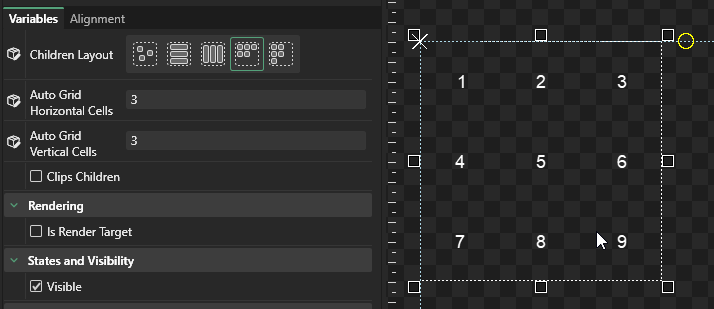 Variables Alignment
Children Layout
Auto Grid
Horizontal Cells
3
Auto Grid
Vertical Cells
3
Clips Children
Rendering
Is Render Target
States and Visibility
Visible
1 2 3
4 5 6
7 8 9